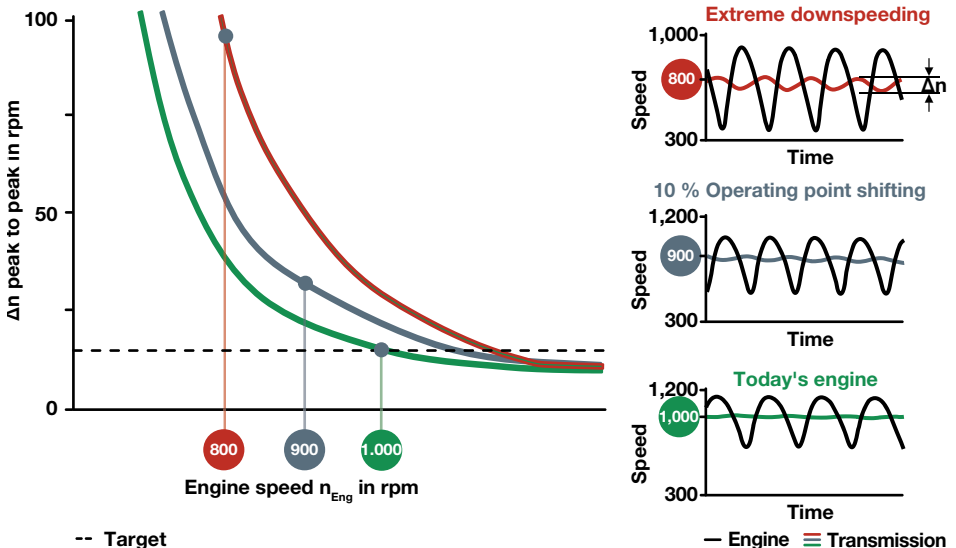 Δn peak to peak in rpm
100
50
0
800
900
1.000
Engine speed nEng in rpm
-- Target
Extreme downspeeding
1,000
800
300
Speed
Time
Δn
10 % Operating point shifting
1,200
900
300
Speed
Time
Today's engine
1,200
1,000
300
Speed
Time
Engine
Transmission